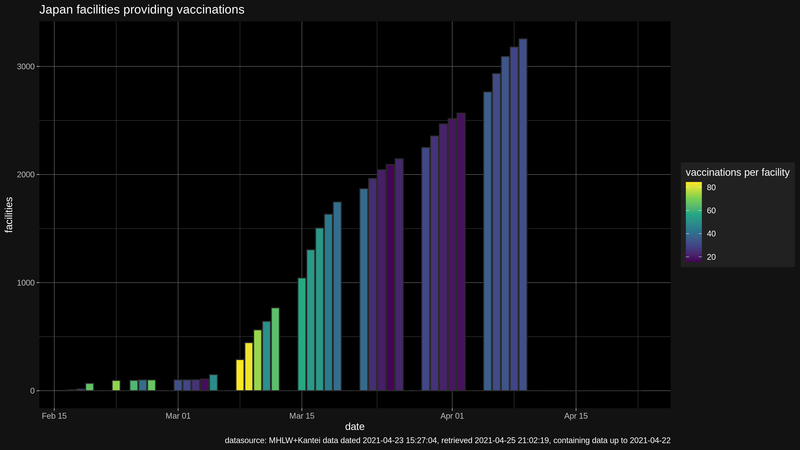 Japan facilities providing vaccinations
facilities
3000
2000
1000
0
Feb 15
Mar 01
Mar 15
Apr 01
Apr 15
date
vaccinations per facility
80
60
40
20
datasource: MHLW+Kantei data dated 2021-04-23 15:27:04, retrieved 2021-04-25 21:02:19, containing data up to 2021-04-22